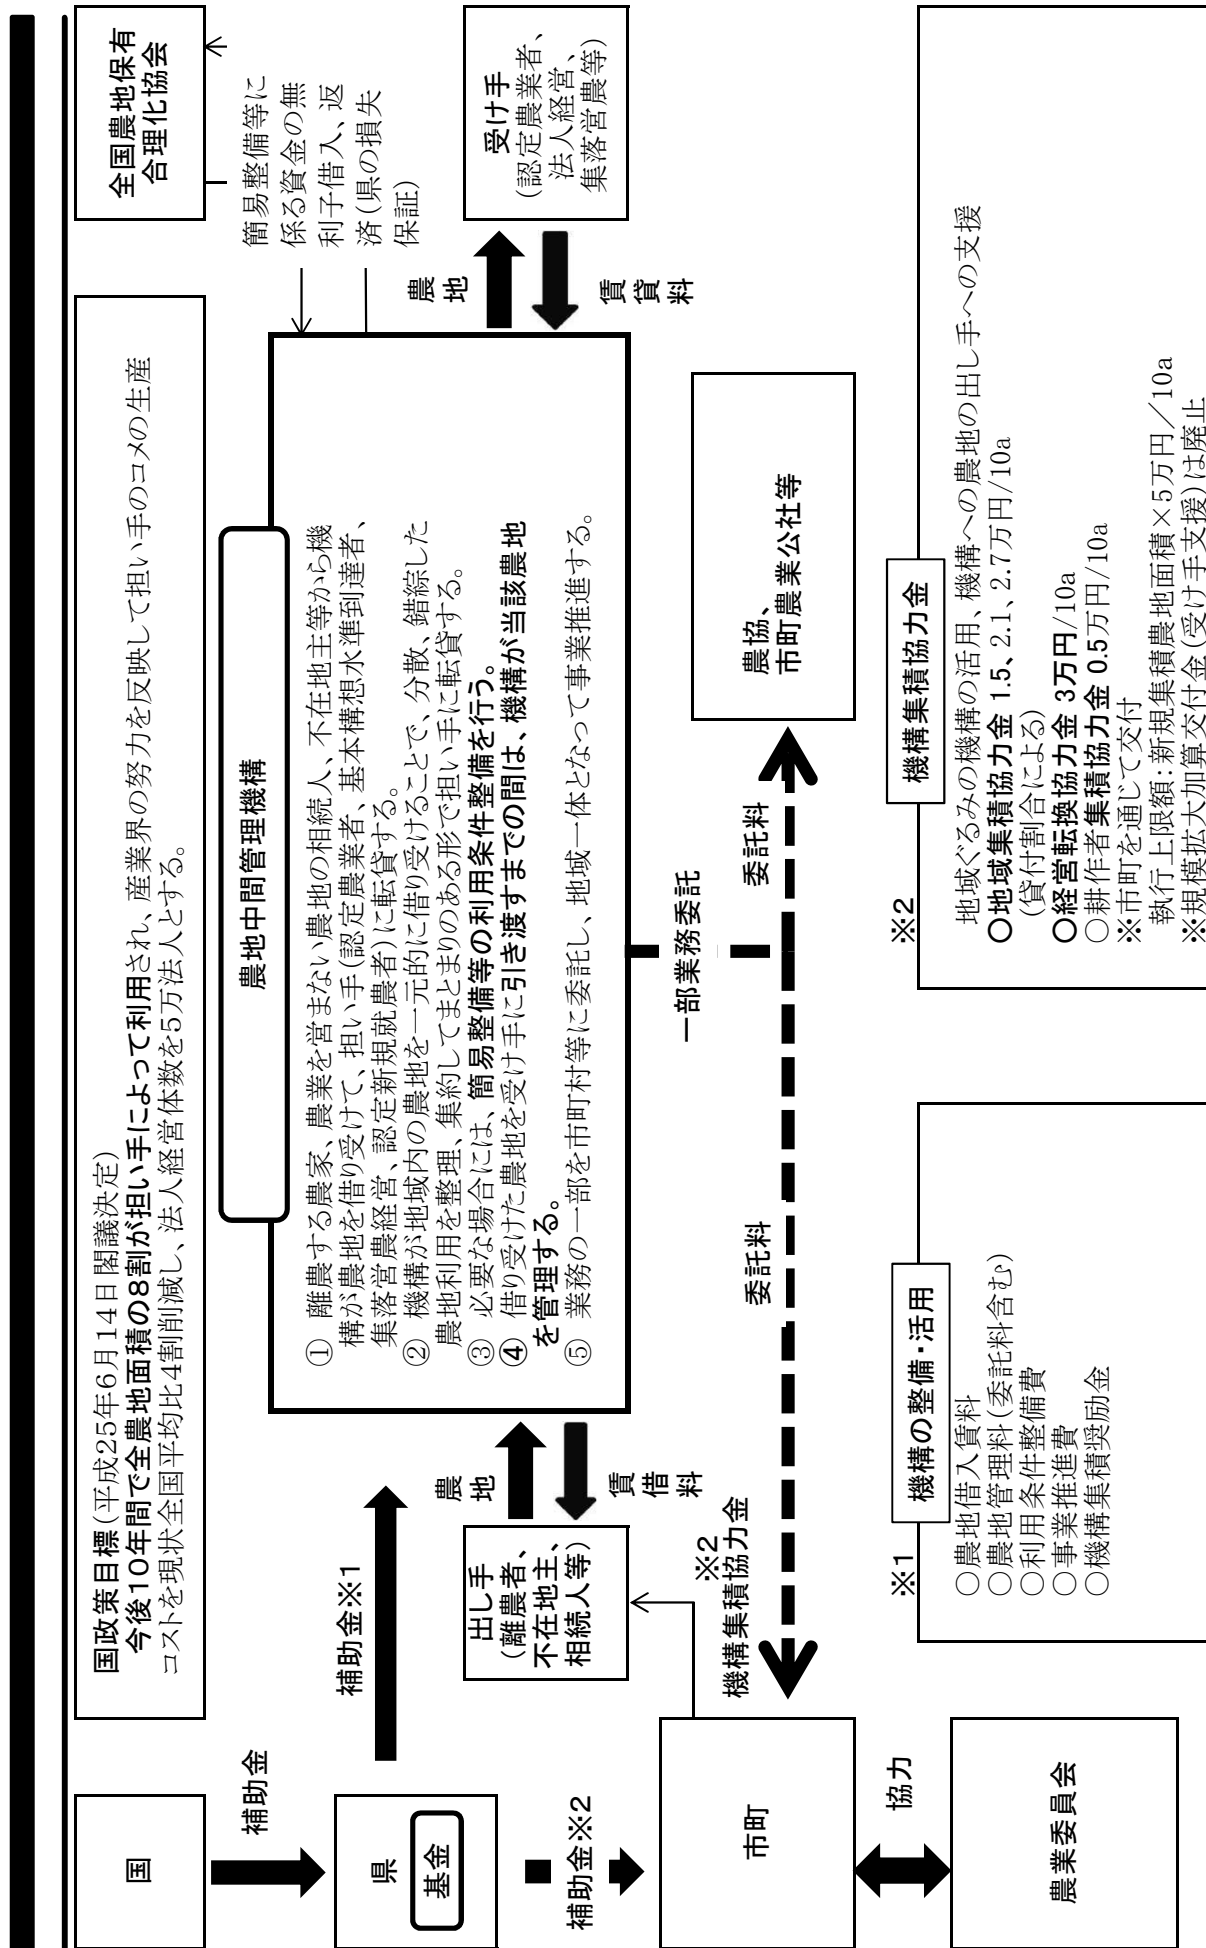 国
補助金
県
基金
補助金※2
市町
協力
農業委員会
国政策目標(平成25年6月14日閣議決定)
今後10年間で全農地面積の8割が担い手によって利用され、産業界の努力を反映して担い手のコメの生産
コストを現状全国平均比4割削減し、法人経営体数を5万法人とする。
補助金※1
出し手
(離農者、
不在地主、
相続人等)
農
地
賃
借
料
※2
機構集積協力金
農地中間管理機構
① 離農する農家、農業を営まない農地の相続人、不在地主等から機
構が農地を借り受けて、担い手(認定農業者、基本構想水準到達者、
集落営農経営、認定新規就農者)に転貸する。
② 機構が地域内の農地を一元的に借り受けることで、分散、錯綜した
農地利用を整理、集約してまとまりのある形で担い手に転貸する。
③ 必要な場合には、簡易整備等の利用条件整備を行う。
④ 借り受けた農地を受け手に引き渡すまでの間は、機構が当該農地
を管理する。
⑤ 業務の一部を市町村等に委託し、地域一体となって事業推進する。
全国農地保有
合理化協会
簡易整備等に
係る資金の無
利子借入、返
済(県の損失
保証)
農
地
賃
貸
料
受け手
(認定農業者、
法人経営、
集落営農等)
一部業務委託
委託料
委託料
農協、
市町農業公社等
※1
機構の整備・活用
○農地借入賃料
○農地管理料(委託料含む)
○利用条件整備費
○事業推進費
○機構集積奨励金
※2
機構集積協力金
地域ぐるみの機構の活用、機構への農地の出し手への支援
○地域集積協力金 1.5、2.1、2.7万円/10a
(貸付割合による)
○経営転換協力金 3万円/10a
○耕作者集積協力金 0.5万円/10a
※市町を通じて交付
執行上限額:新規集積農地面積×5万円/10a
※規模拡大加算交付金(受け手支援)は廃止